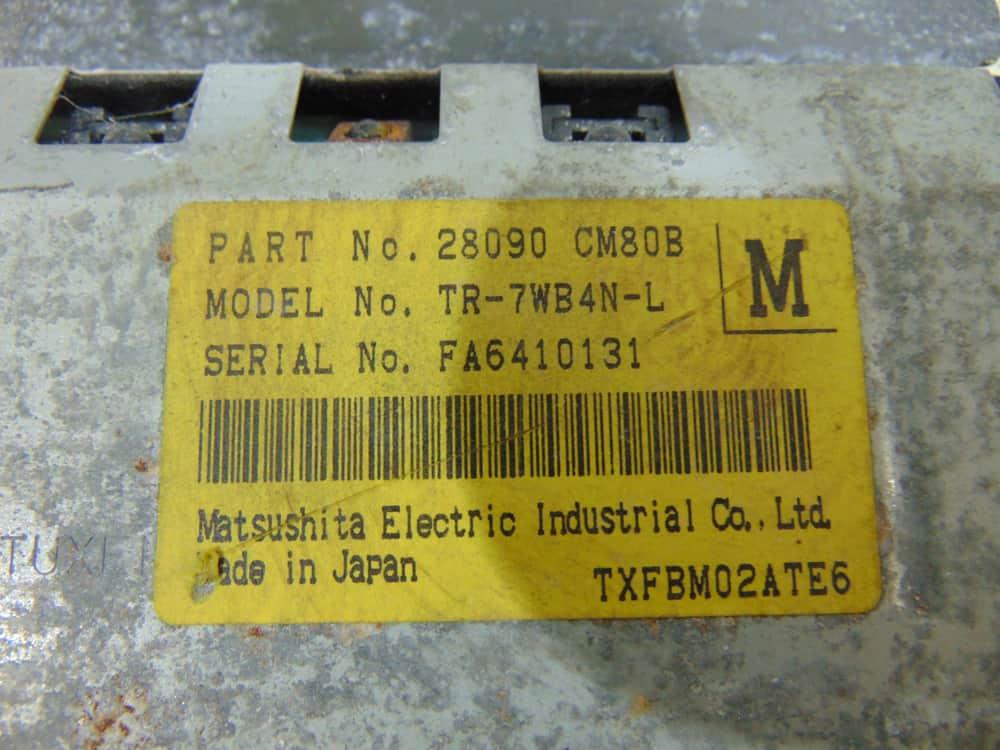 PART No. 28090 CM80B
M
MODEL No. TR-7WB4N-L
SERIAL No. FA6410131
Matsushita Electric Industrial Co., Ltd.
Made in Japan
TXFBM02ATE6